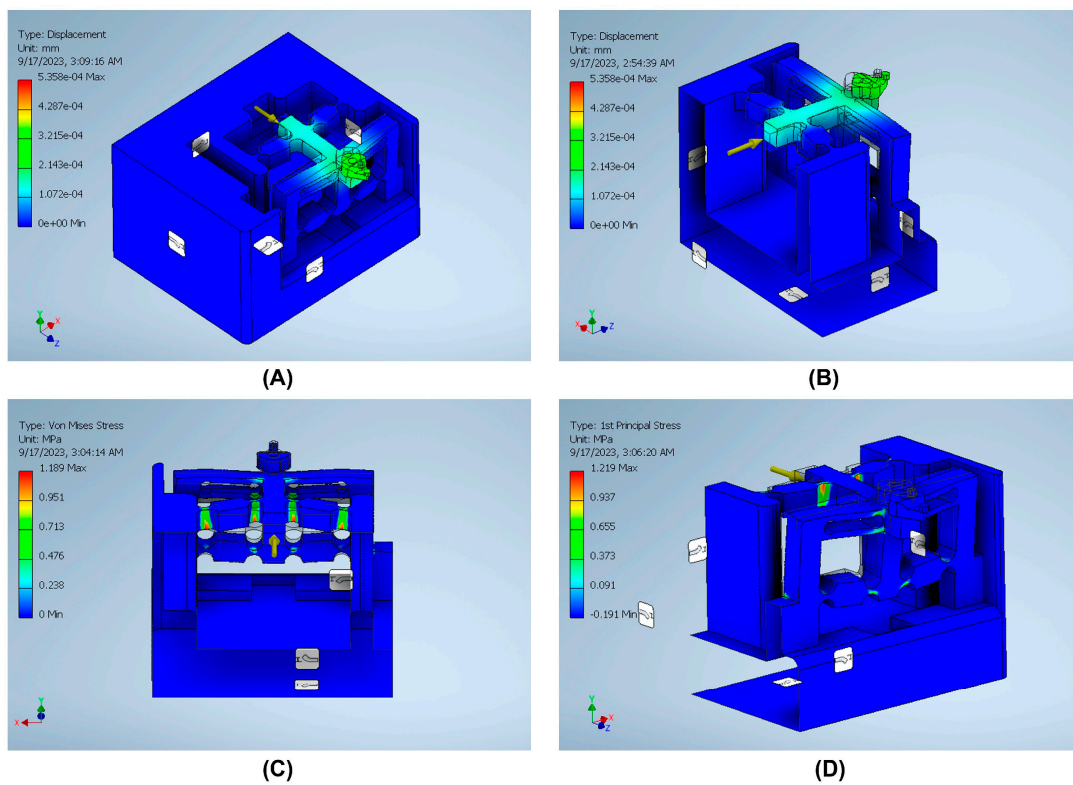 Type: Displacement
Unit: mm
9/17/2023, 3:09:16 AM
5.358e-04 Max
4.287e-04
3.215e-04
2.143e-04
1.072e-04
0e+00 Min
Y
X
Z
(A)
Type: Displacement
Unit: mm
9/17/2023, 2:54:39 AM
5.358e-04 Max
4.287e-04
3.215e-04
2.143e-04
1.072e-04
0e+00 Min
Y
X
Z
(B)
Type: Von Mises Stress
Unit: MPa
9/17/2023, 3:04:14 AM
1.189 Max
0.951
0.713
0.476
0.238
0 Min
Y
X
(C)
Type: 1st Principal Stress
Unit: MPa
9/17/2023, 3:06:20 AM
1.219 Max
0.937
0.655
0.373
0.091
-0.191 Min
Y
X
Z
(D)